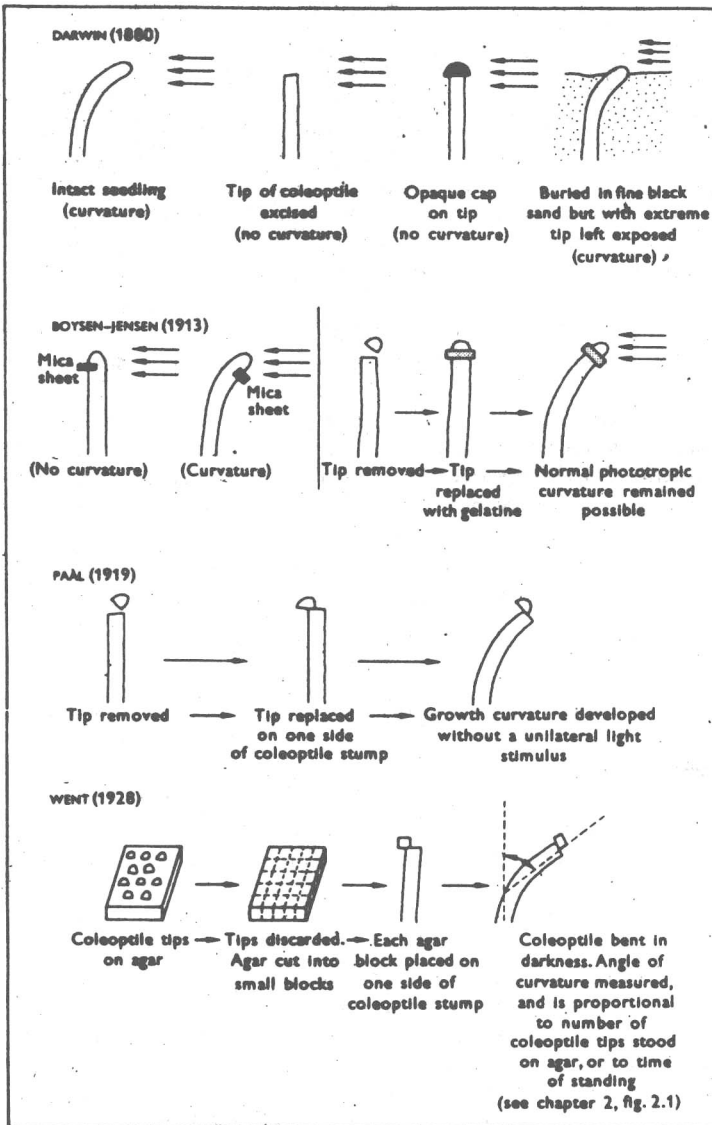 DARWIN (1880)
Intact seedling
(curvature)
Tip of coleoptile
excised
(no curvature)
Opaque cap
on tip
(no curvature)
Buried in fine black
sand but with extreme
tip left exposed
(curvature)
BOYSEN-JENSEN (1913)
Mica
sheet
Mica
sheet
(No curvature)
(Curvature)
Tip removed
Tip
replaced
with gelatine
Normal phototropic
curvature remained
possible
PAÀL (1919)
Tip removed
Tip replaced
on one side
of coleoptile stump
Growth curvature developed
without a unilateral light
stimulus
WENT (1928)
Coleoptile tips
on agar
Tips discarded.
Agar cut into
small blocks
Each agar
block placed on
one side of
coleoptile stump
Coleoptile bent in
darkness. Angle of
curvature measured,
and is proportional
to number of
coleoptile tips stood
on agar, or to time
of standing
(see chapter 2, fig. 2.1)